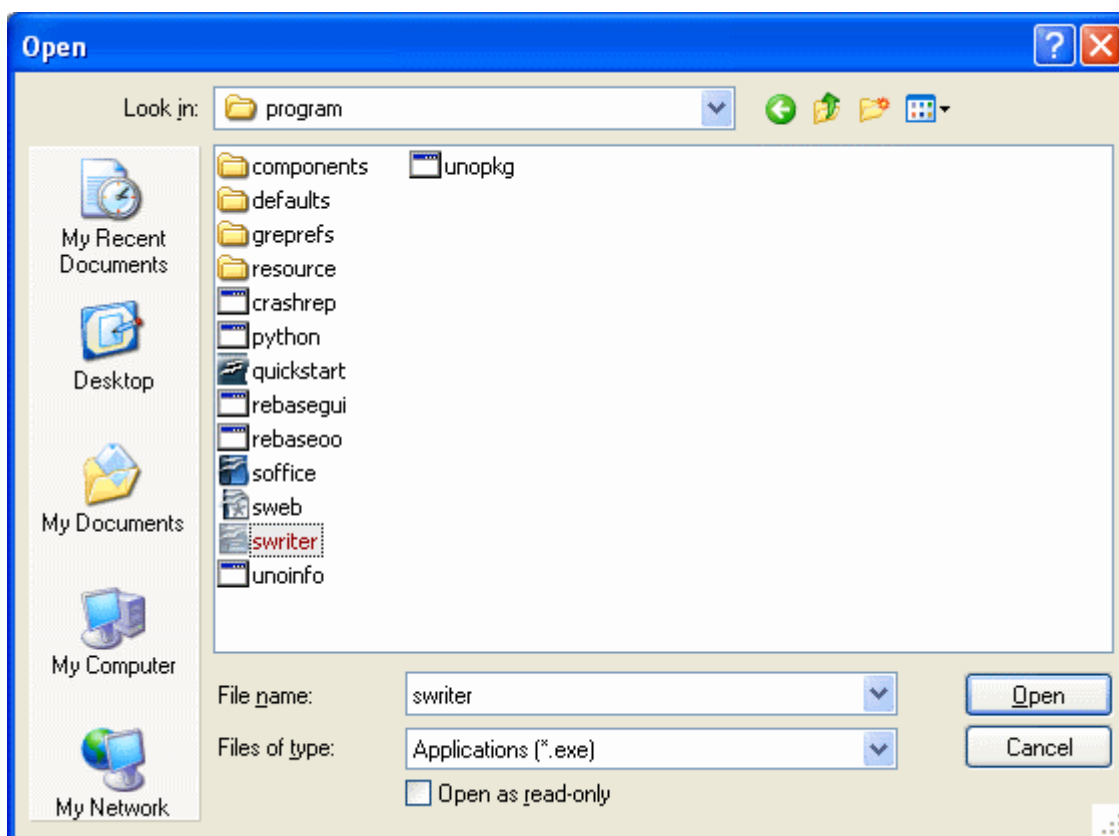 Open
Look in: program
components unopkg
defaults
greprefs
resource
crashrep
python
quickstart
rebasegui
rebaseoo
soffice
sweb
swriter
unoinfo
My Recent
Documents
Desktop
My Documents
My Computer
My Network
File name: swriter Open
Files of type: Applications (*.exe) Cancel
Open as read-only